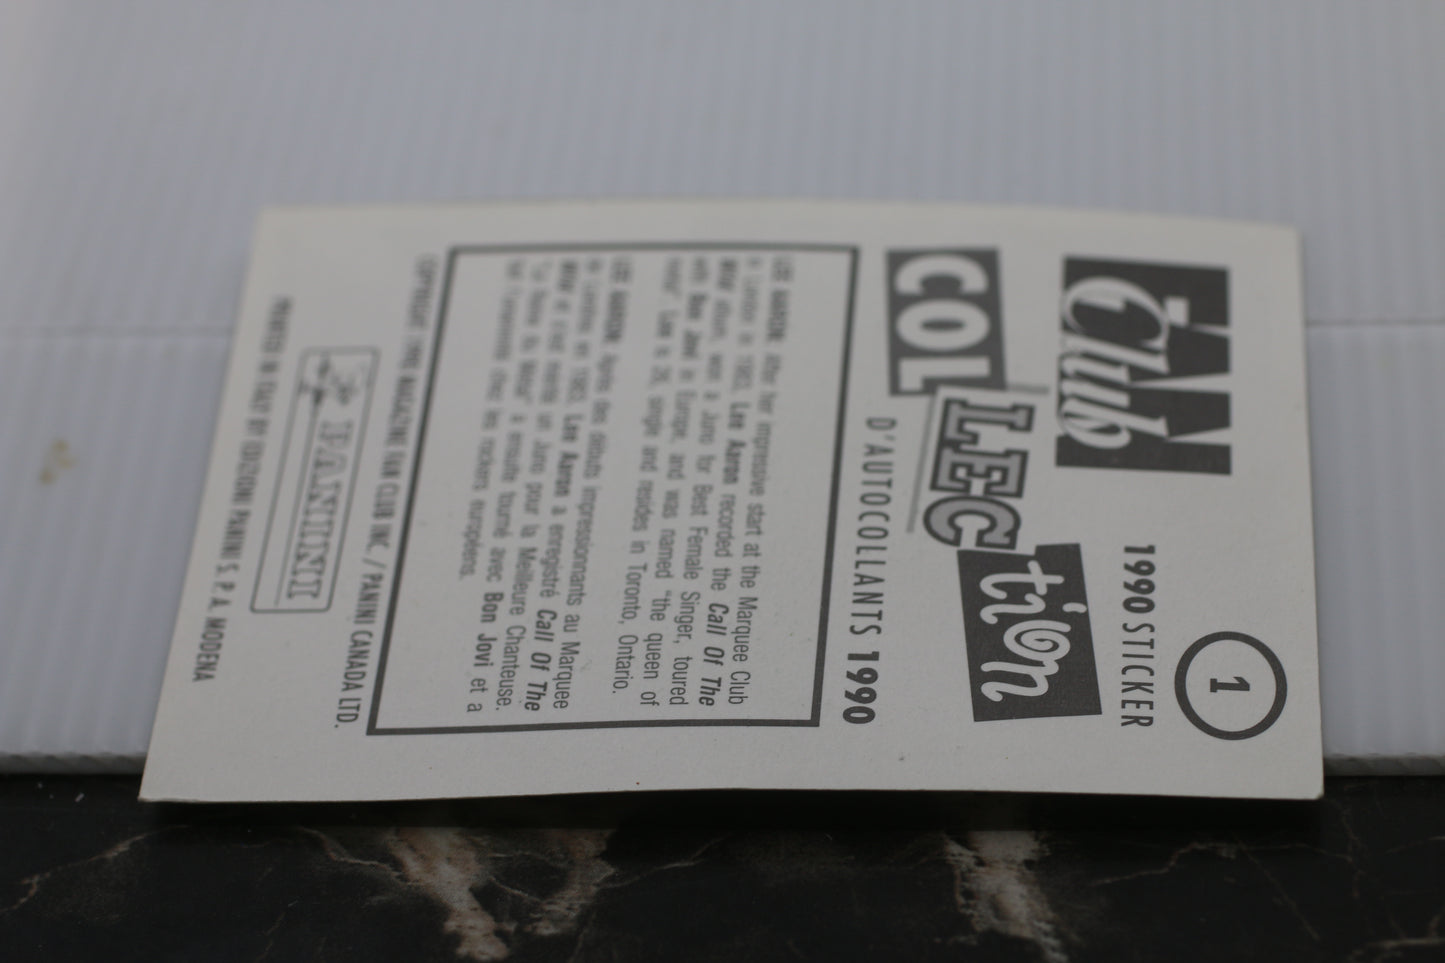 1
FAN
Club
1990 STICKER
COLLECtion
D'AUTOCOLLANTS 1990
LEE AARON: After her impressive start at the Marquee Club
in London in 1983, Lee Aaron recorded the Call Of The
Wild album, won a Juno for Best Female Singer, toured
with Bon Jovi in Europe, and was named "the queen of
metal". Lee is 26, single and resides in Toronto, Ontario.
LEE AARON: Après des débuts impressionnants au Marquee
de Londres en 1983, Lee Aaron a enregistré Call Of The
Wild et s'est mérité un Juno pour la Meilleure Chanteuse.
"La Reine du Métal" a ensuite tourné avec Bon Jovi et a
fait l'unanimité chez les rockers européens.
COPYRIGHT 1990 MAGAZINE FAN CLUB INC. / PANINI CANADA LTD.
PANINI
PRINTED IN ITALY BY EDIZIONI PANINI S. P. A. MODENA